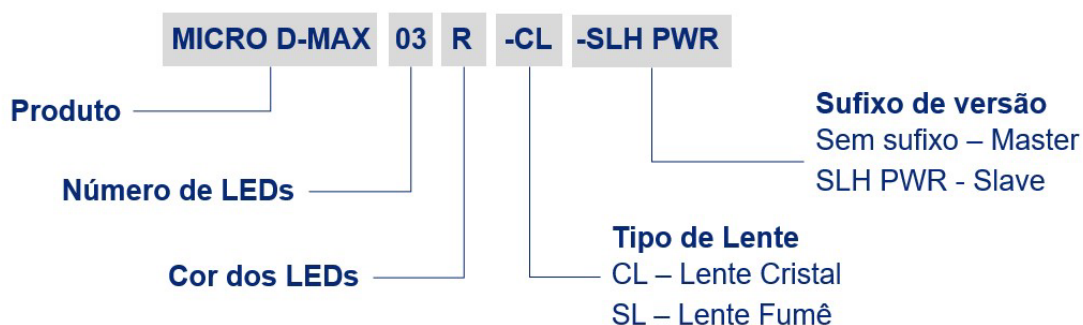 MICRO D-MAX 03 R -CL -SLH PWR
Produto
Sufixo de versão
Sem sufixo – Master
SLH PWR - Slave
Número de LEDs
Tipo de Lente
CL – Lente Cristal
SL – Lente Fumê
Cor dos LEDs